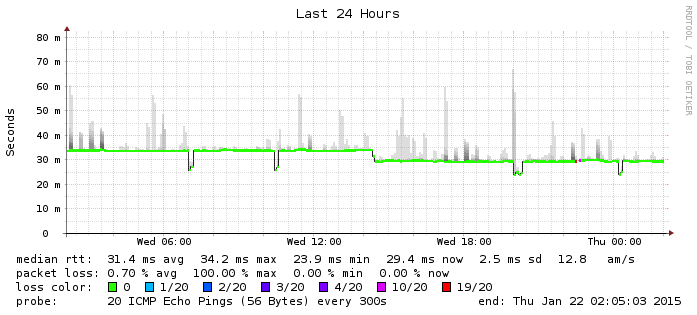 Last 24 Hours
RRDTOOL / TOBI OETIKER
Seconds
80 m
70 m
60 m
50 m
40 m
30 m
20 m
10 m
0
Wed 06:00 Wed 12:00 Wed 18:00 Thu 00:00
median rtt: 31.4 ms avg 34.2 ms max 23.9 ms min 29.4 ms now 2.5 ms sd 12.8 am/s
packet loss: 0.70 % avg 100.00 % max 0.00 % min 0.00 % now
loss color: 0 1/20 2/20 3/20 4/20 10/20 19/20
probe: 20 ICMP Echo Pings (56 Bytes) every 300s end: Thu Jan 22 02:05:03 2015